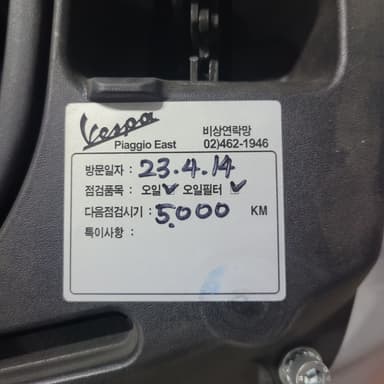 Vespa
Piaggio East
비상연락망
02)462-1946
방문일자 : 23.4.14
점검품목 : 오일✓ 오일필터 ✓
다음점검시기 : 5.000 KM
특이사항 :